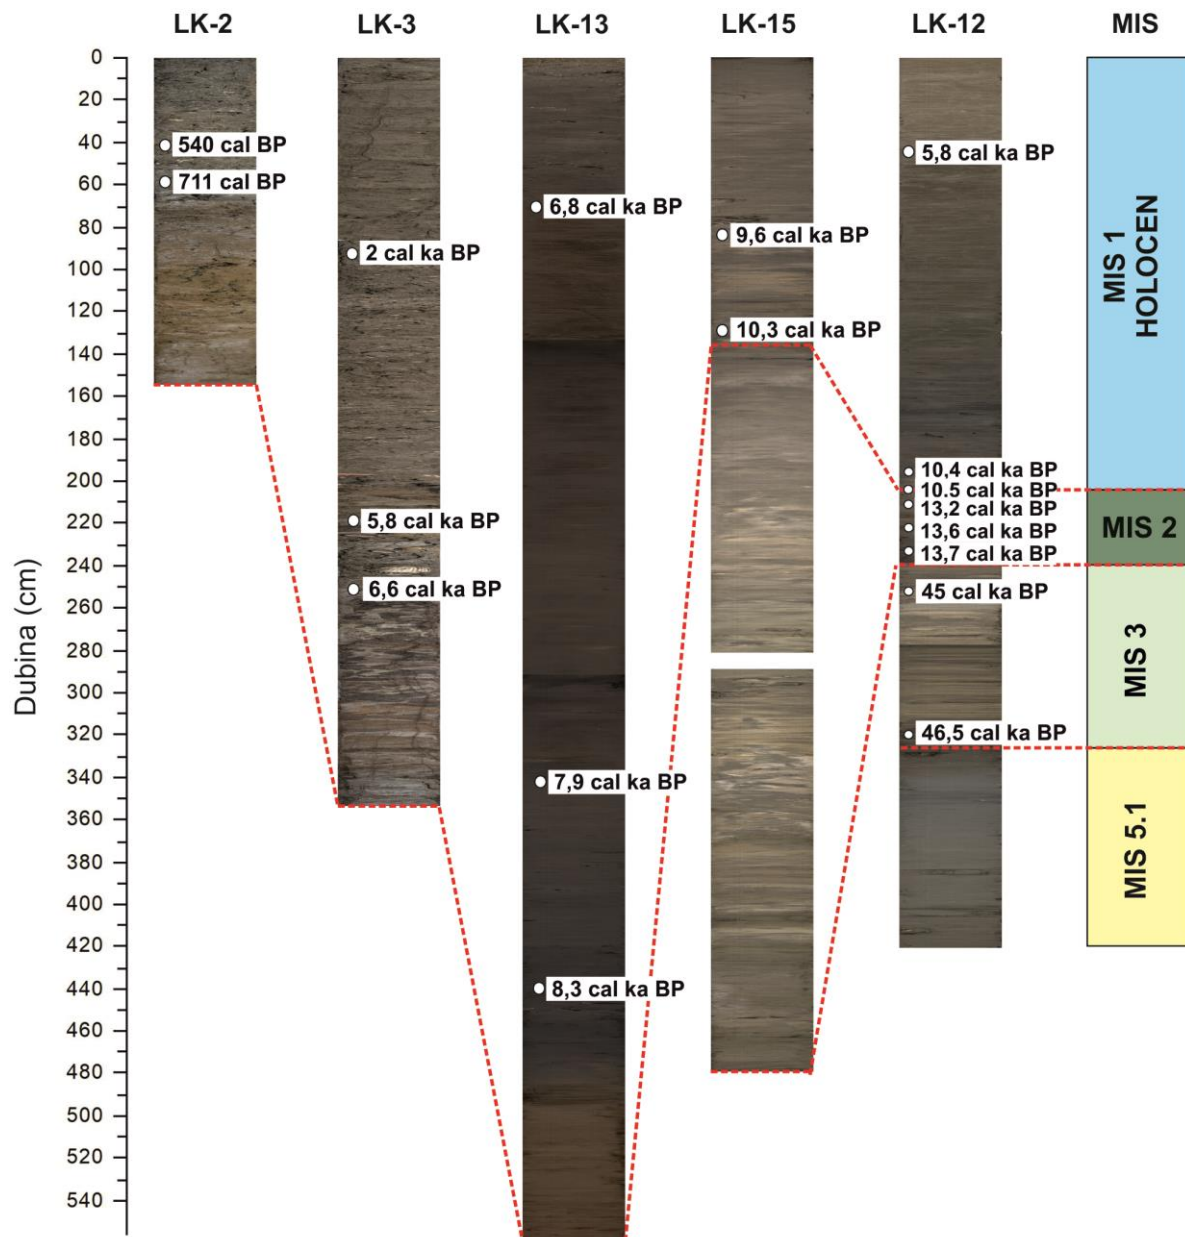 LK-2
LK-3
LK-13
LK-15
LK-12
MIS
Dubina (cm)
0
20
40
60
80
100
120
140
160
180
200
220
240
260
280
300
320
340
360
380
400
420
440
460
480
500
520
540
540 cal BP
711 cal BP
2 cal ka BP
5,8 cal ka BP
6,6 cal ka BP
6,8 cal ka BP
7,9 cal ka BP
8,3 cal ka BP
9,6 cal ka BP
10,3 cal ka BP
5,8 cal ka BP
10,4 cal ka BP
10.5 cal ka BP
13,2 cal ka BP
13,6 cal ka BP
13,7 cal ka BP
45 cal ka BP
46,5 cal ka BP
MIS 1
HOLOCEN
MIS 2
MIS 3
MIS 5.1